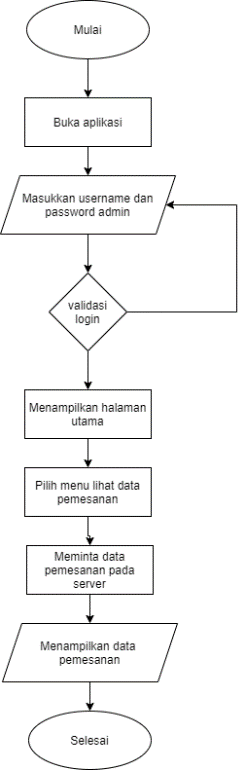 Mulai
Buka aplikasi
Masukkan username dan
password admin
validasi
login
Menampilkan halaman
utama
Pilih menu lihat data
pemesanan
Meminta data
pemesanan pada
server
Menampilkan data
pemesanan
Selesai